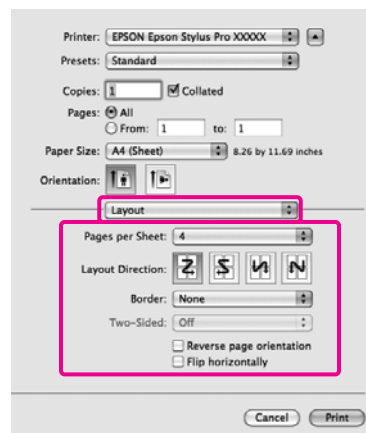 Printer: EPSON Epson Stylus Pro XXXXX
Presets: Standard
Copies: 1 Collated
Pages: All
From: 1 to: 1
Paper Size: A4 (Sheet) 8.26 by 11.69 inches
Orientation:
Layout
Pages per Sheet: 4
Layout Direction:
Border: None
Two-Sided: Off
Reverse page orientation
Flip horizontally
Cancel Print